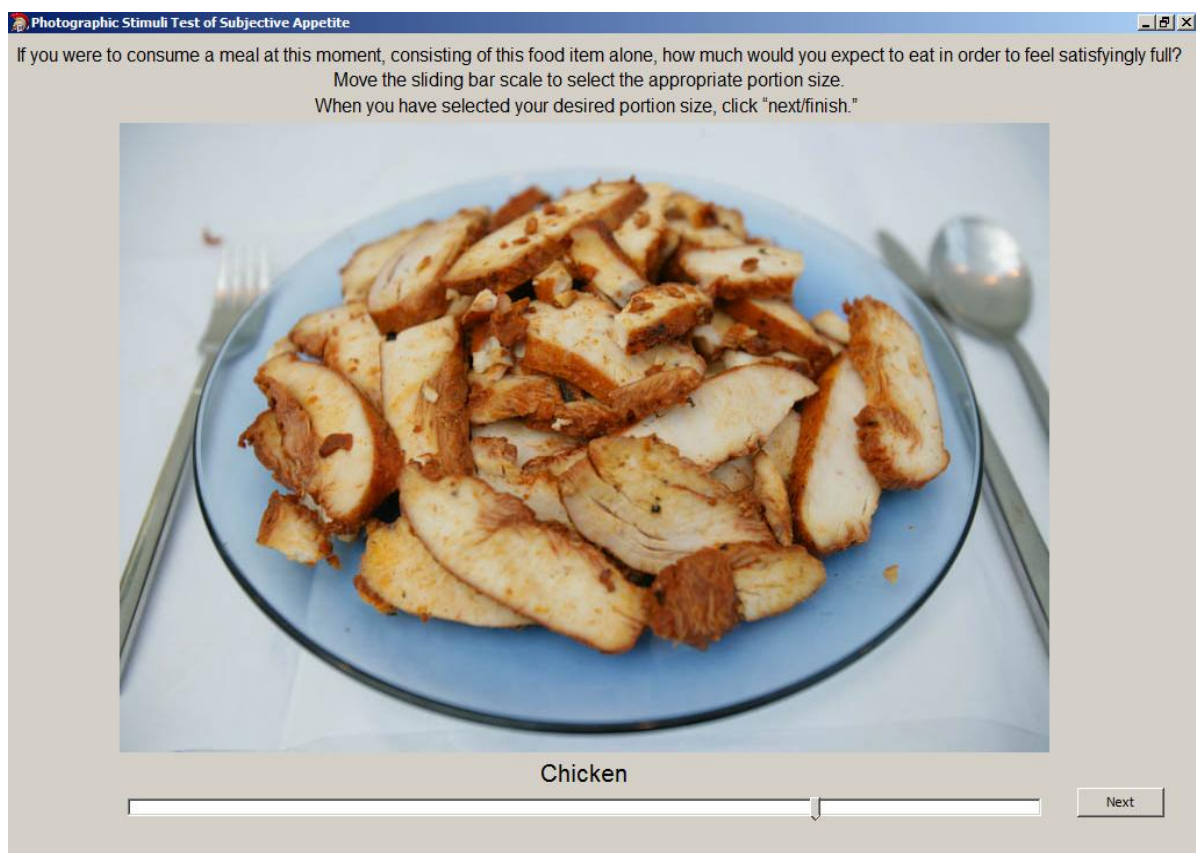 Photographic Stimuli Test of Subjective Appetite
If you were to consume a meal at this moment, consisting of this food item alone, how much would you expect to eat in order to feel satisfyingly full?
Move the sliding bar scale to select the appropriate portion size.
When you have selected your desired portion size, click “next/finish.”
Chicken
Next